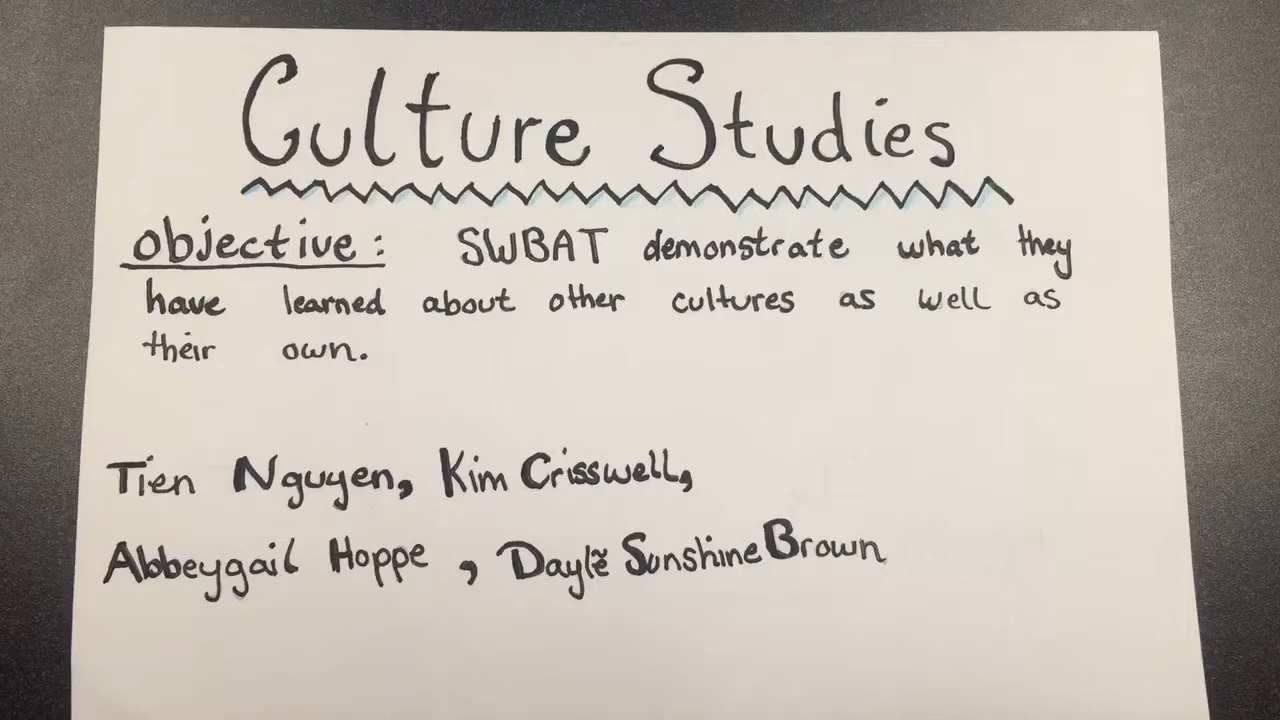 Culture Studies
objective: SWBAT demonstrate what they
have learned about other cultures as well as
their own.
Tien Nguyen, Kim Crisswell,
Abbeygail Hoppe, Daylẽ Sunshine Brown